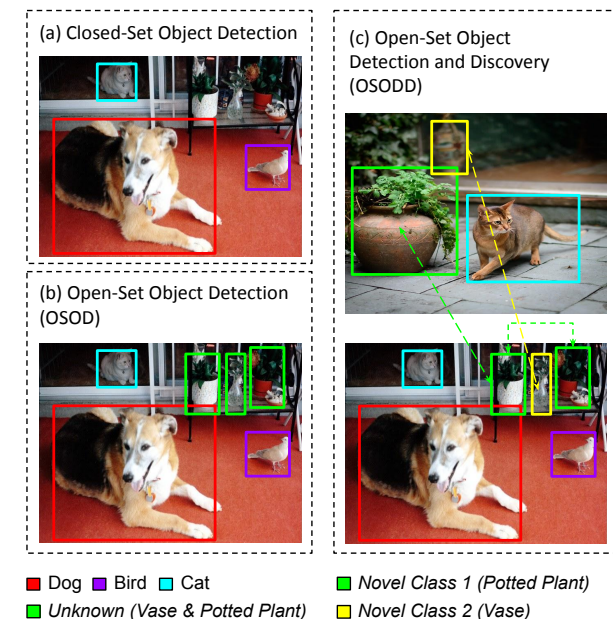 (a) Closed-Set Object Detection
(b) Open-Set Object Detection
(OSOD)
(c) Open-Set Object
Detection and Discovery
(OSODD)
Dog Bird Cat
Unknown (Vase & Potted Plant)
Novel Class 1 (Potted Plant)
Novel Class 2 (Vase)